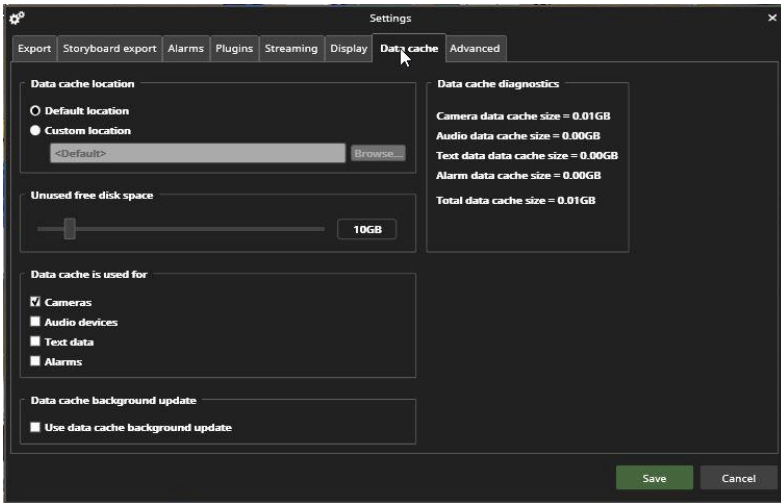 Settings
Export Storyboard export Alarms Plugins Streaming Display Data cache Advanced
Data cache location
Default location
Custom location
<Default>
Browse...
Unused free disk space
10GB
Data cache is used for
Cameras
Audio devices
Text data
Alarms
Data cache background update
Use data cache background update
Data cache diagnostics
Camera data cache size = 0.01GB
Audio data cache size = 0.00GB
Text data data cache size = 0.00GB
Alarm data cache size = 0.00GB
Total data cache size = 0.01GB
Save
Cancel